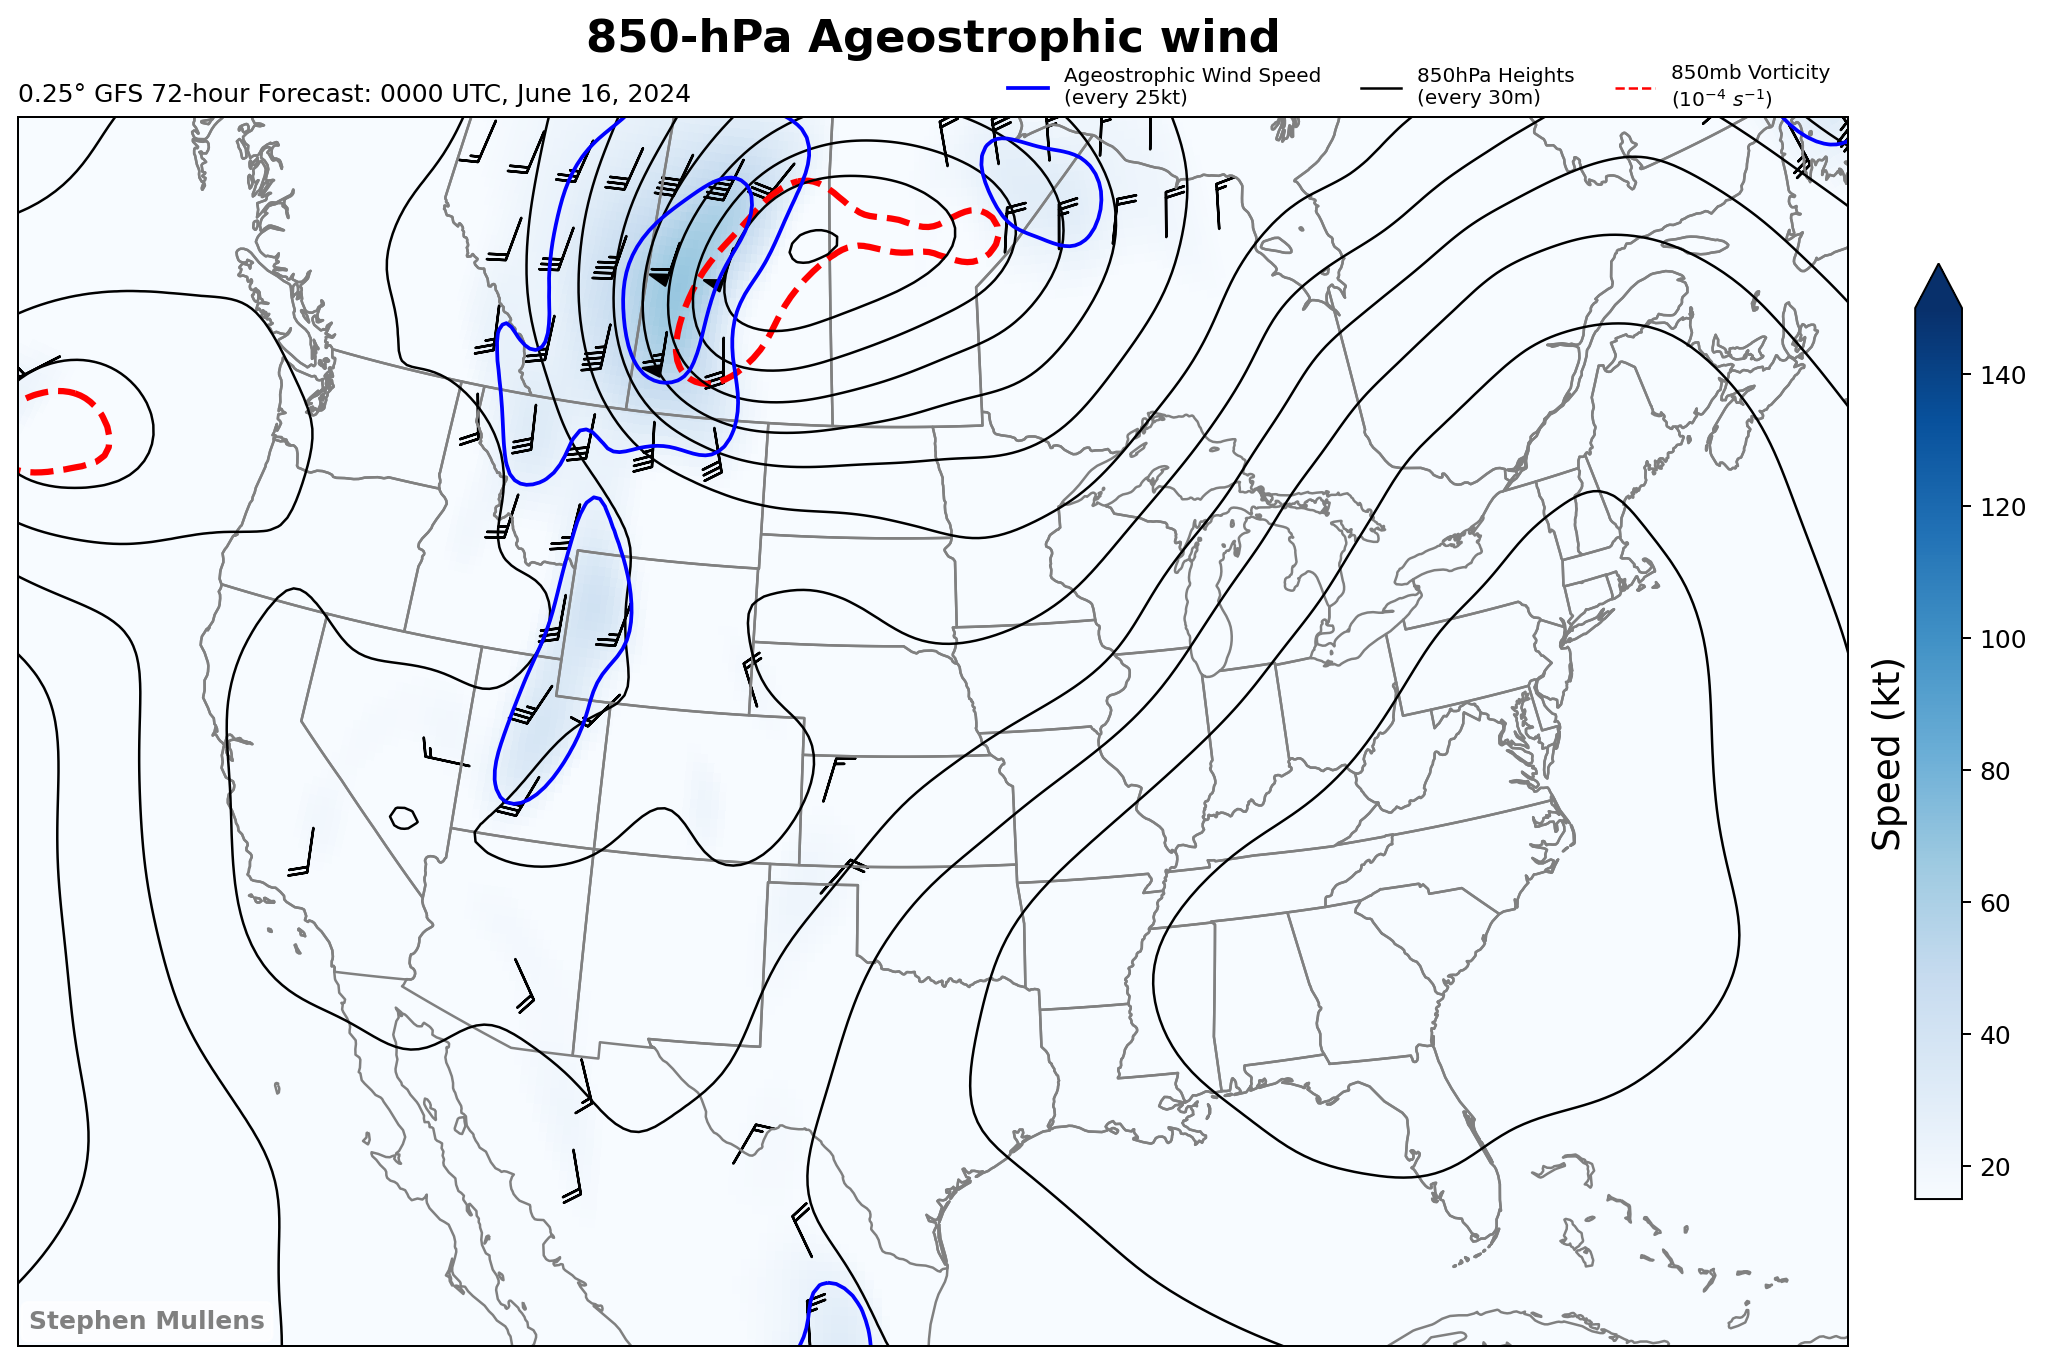 850-hPa Ageostrophic wind
0.25° GFS 72-hour Forecast: 0000 UTC, June 16, 2024
Ageostrophic Wind Speed
(every 25kt)
850hPa Heights
(every 30m)
850mb Vorticity
(10⁻⁴ s⁻¹)
140
120
100
80
60
40
20
Speed (kt)
Stephen Mullens